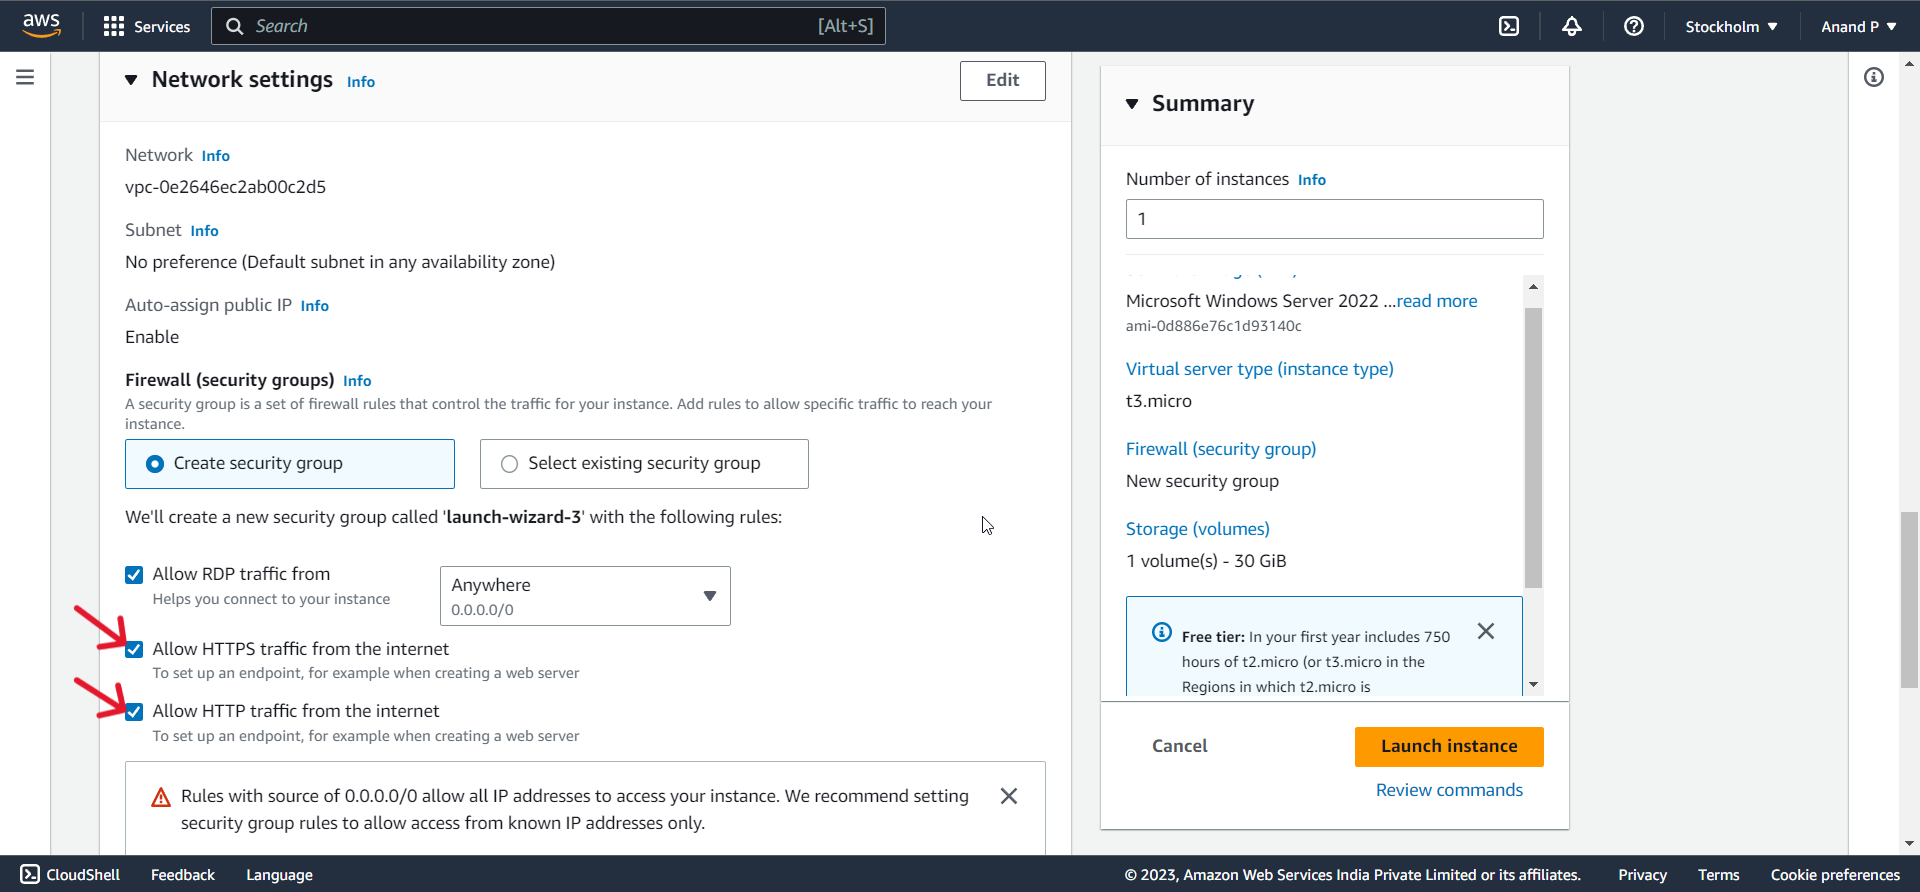 aws
Services
Search
[Alt+S]
Stockholm
Anand P
Network settings Info
Edit
Network Info
vpc-0e2646ec2ab00c2d5
Subnet Info
No preference (Default subnet in any availability zone)
Auto-assign public IP Info
Enable
Firewall (security groups) Info
A security group is a set of firewall rules that control the traffic for your instance. Add rules to allow specific traffic to reach your
instance.
Create security group
Select existing security group
We'll create a new security group called 'launch-wizard-3' with the following rules:
Allow RDP traffic from
Helps you connect to your instance
Anywhere
0.0.0.0/0
Allow HTTPS traffic from the internet
To set up an endpoint, for example when creating a web server
Allow HTTP traffic from the internet
To set up an endpoint, for example when creating a web server
Rules with source of 0.0.0.0/0 allow all IP addresses to access your instance. We recommend setting
security group rules to allow access from known IP addresses only.
Summary
Number of instances Info
1
Microsoft Windows Server 2022 ...read more
ami-0d886e76c1d93140c
Virtual server type (instance type)
t3.micro
Firewall (security group)
New security group
Storage (volumes)
1 volume(s) - 30 GiB
Free tier: In your first year includes 750
hours of t2.micro (or t3.micro in the
Regions in which t2.micro is
Cancel
Launch instance
Review commands
CloudShell
Feedback
Language
© 2023, Amazon Web Services India Private Limited or its affiliates.
Privacy
Terms
Cookie preferences